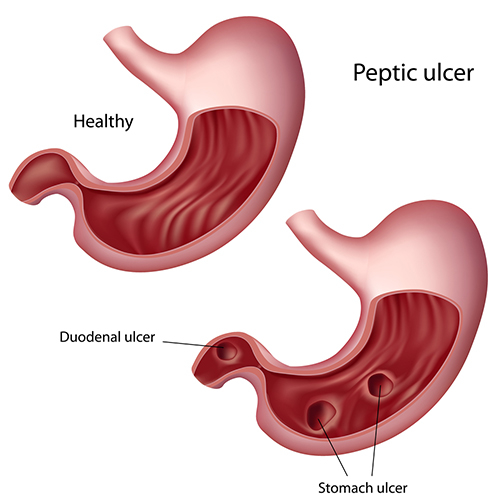 Peptic ulcer
Healthy
Duodenal ulcer
Stomach ulcer